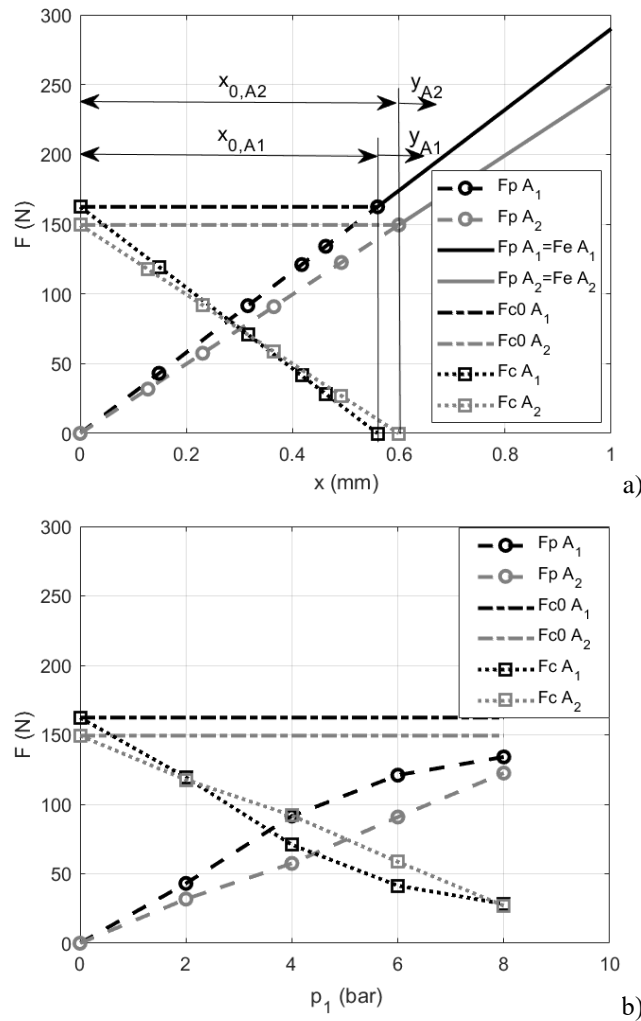 300
250
200
150
100
50
0
F (N)
x₀,A2
yA2
x₀,A1
yA1
Fp A₁
Fp A₂
Fp A₁=Fe A₁
Fp A₂=Fe A₂
Fc0 A₁
Fc0 A₂
Fc A₁
Fc A₂
0 0.2 0.4 0.6 0.8 1
x (mm)
a)
300
250
200
150
100
50
0
F (N)
Fp A₁
Fp A₂
Fc0 A₁
Fc0 A₂
Fc A₁
Fc A₂
0 2 4 6 8 10
p₁ (bar)
b)